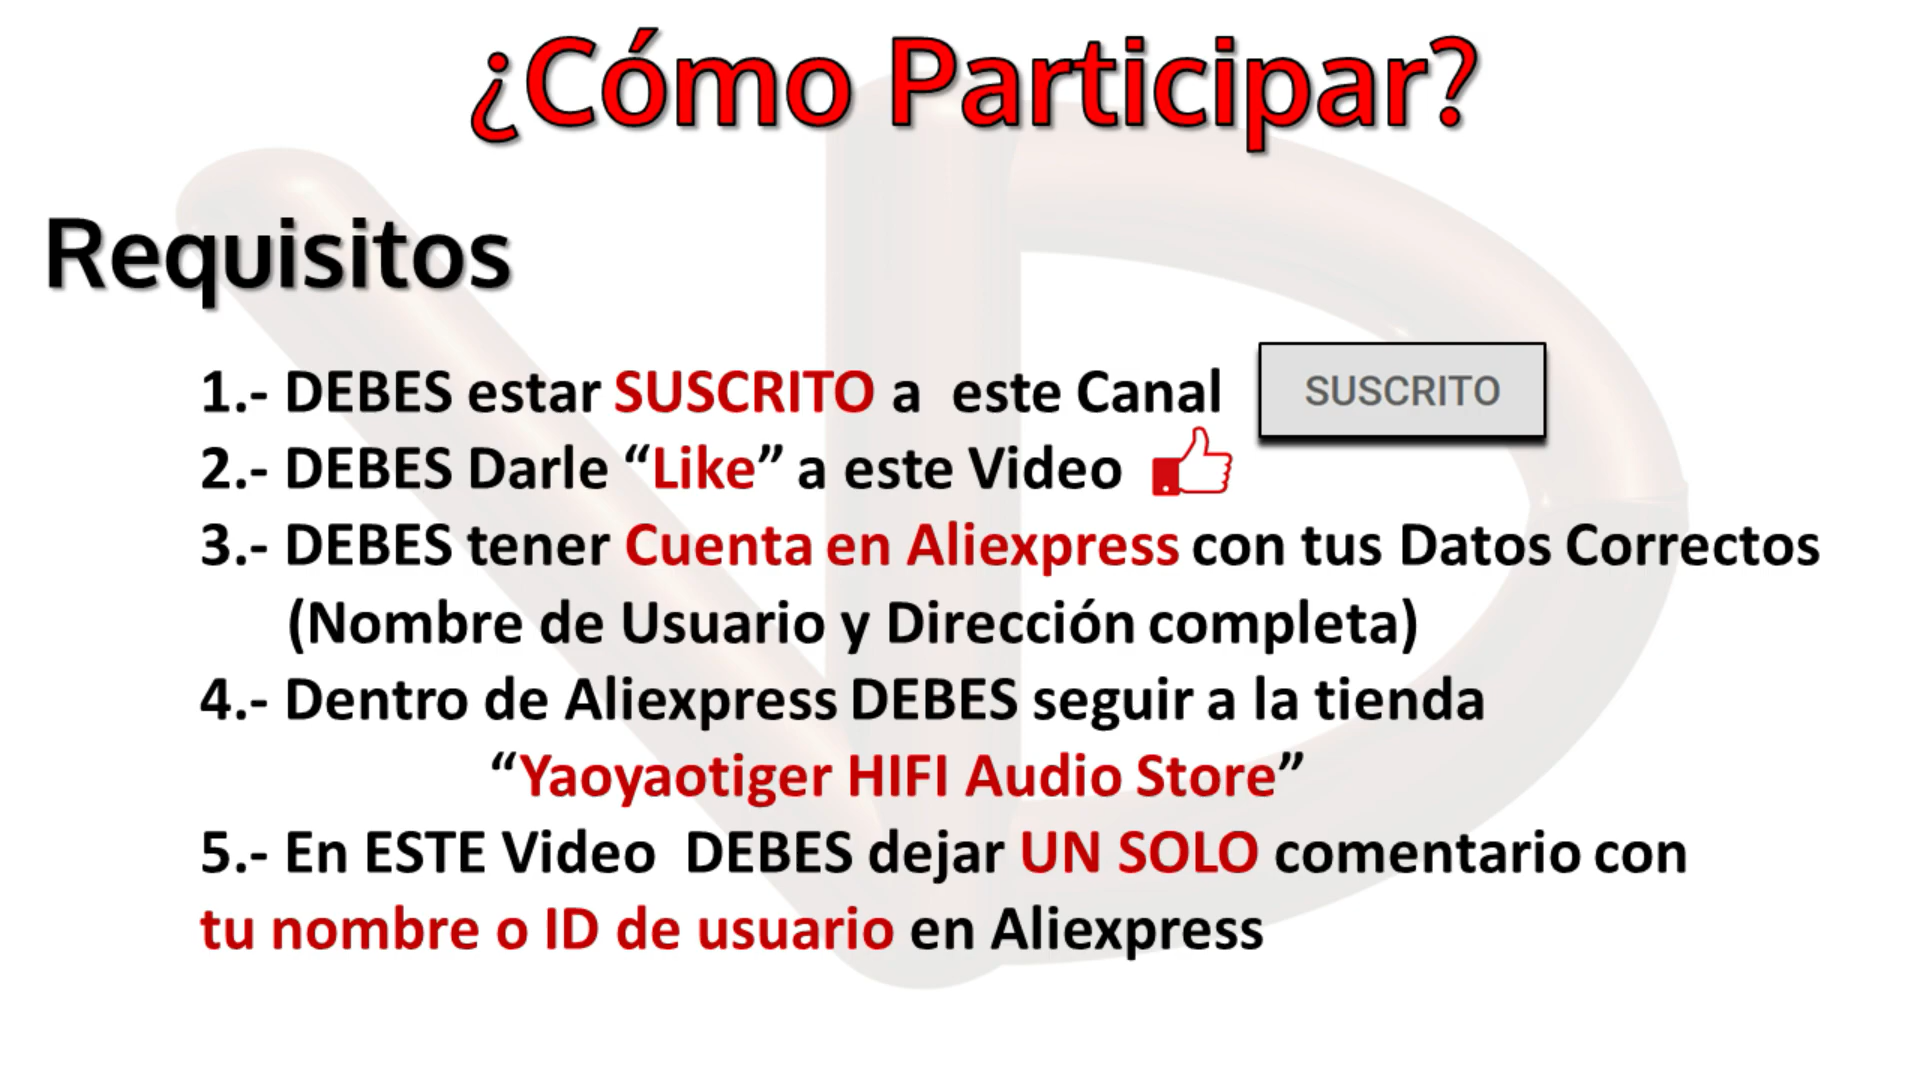 ¿Cómo Participar?
Requisitos
1.- DEBES estar SUSCRITO a este Canal
SUSCRITO
2.- DEBES Darle “Like” a este Video
3.- DEBES tener Cuenta en Aliexpress con tus Datos Correctos
(Nombre de Usuario y Dirección completa)
4.- Dentro de Aliexpress DEBES seguir a la tienda
“Yaoyaotiger HIFI Audio Store”
5.- En ESTE Video DEBES dejar UN SOLO comentario con
tu nombre o ID de usuario en Aliexpress